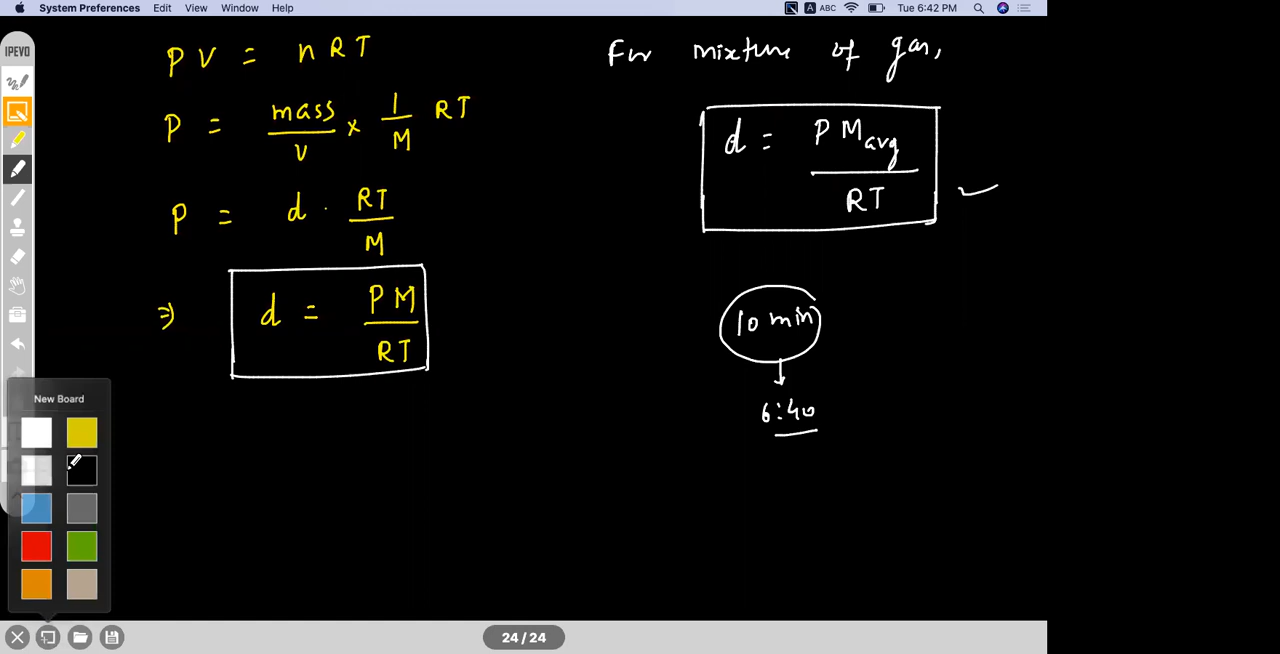 System Preferences Edit View Window Help
A ABC Tue 6:42 PM
IPEVO
PV = nRT
P = mass/V × 1/M RT
P = d · RT/M
⇒ d = PM/RT
For mixture of gas,
d = PMavg/RT
10 min
6:40
New Board
24 / 24